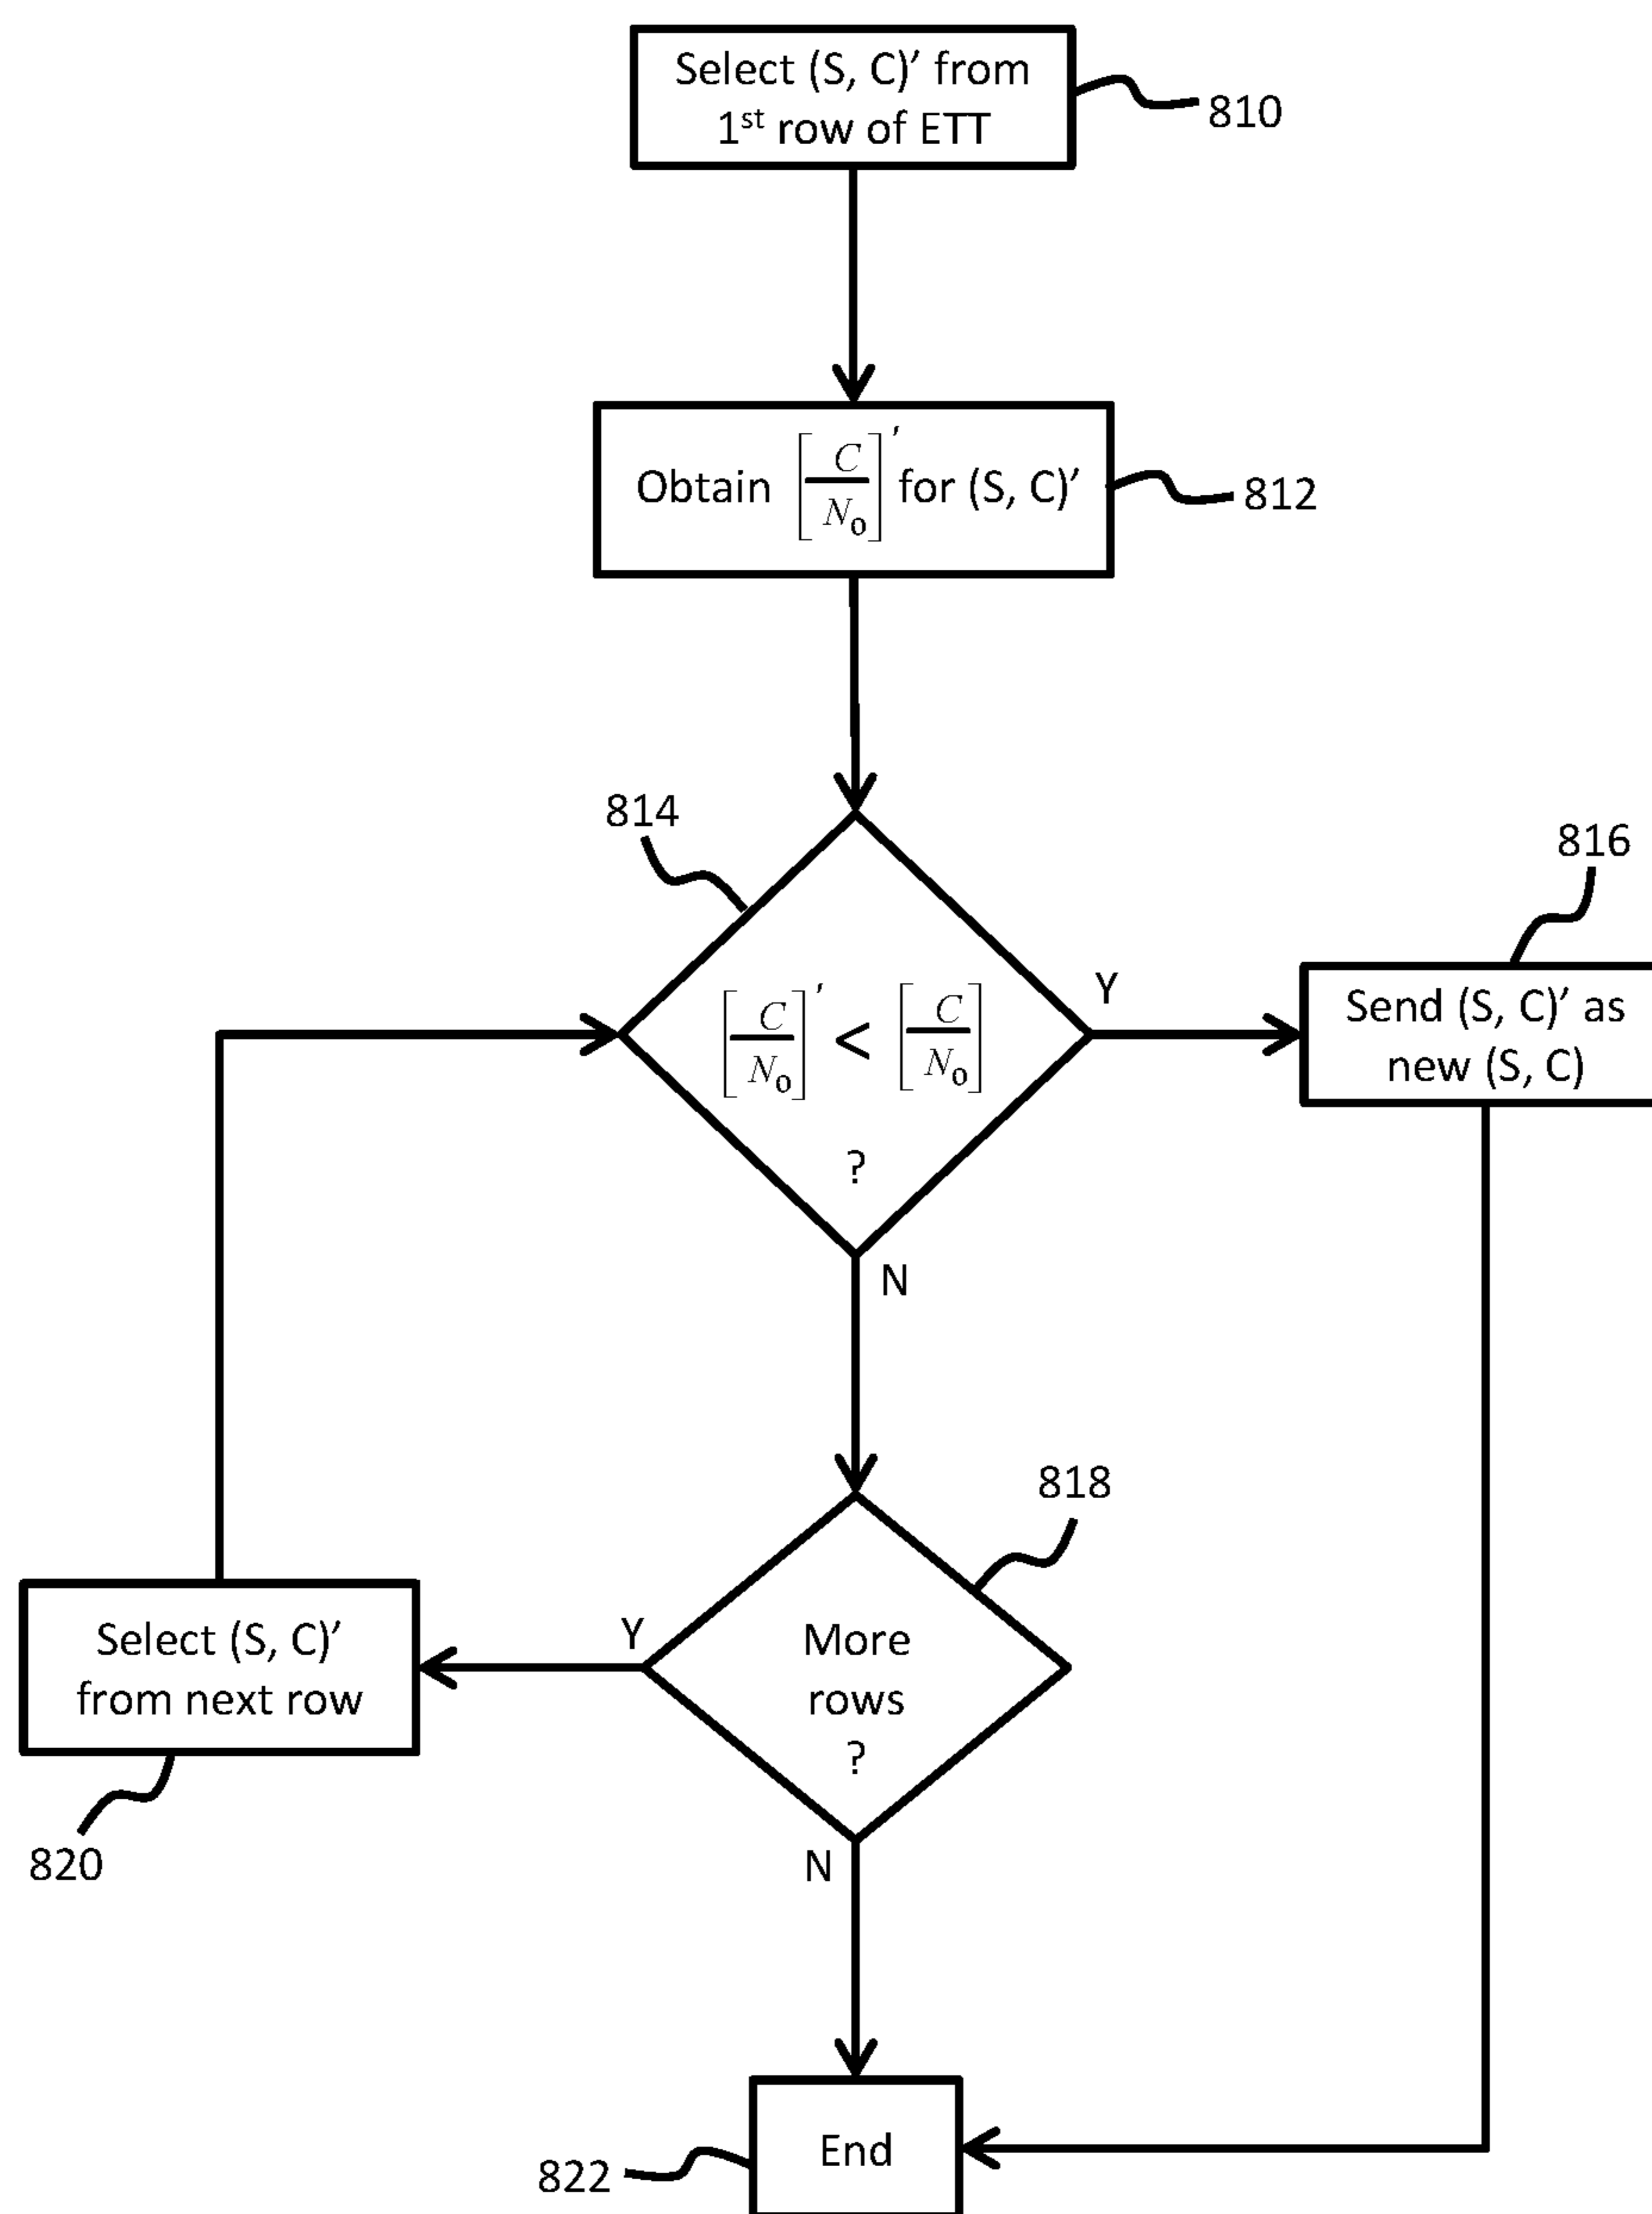 Select (S, C)’ from
1st row of ETT
810
Obtain [C/N0]’ for (S, C)’
812
814
816
[C/N0]’ < [C/N0]
?
Y
Send (S, C)’ as
new (S, C)
N
818
Select (S, C)’
from next row
Y
More
rows
?
820
N
End
822